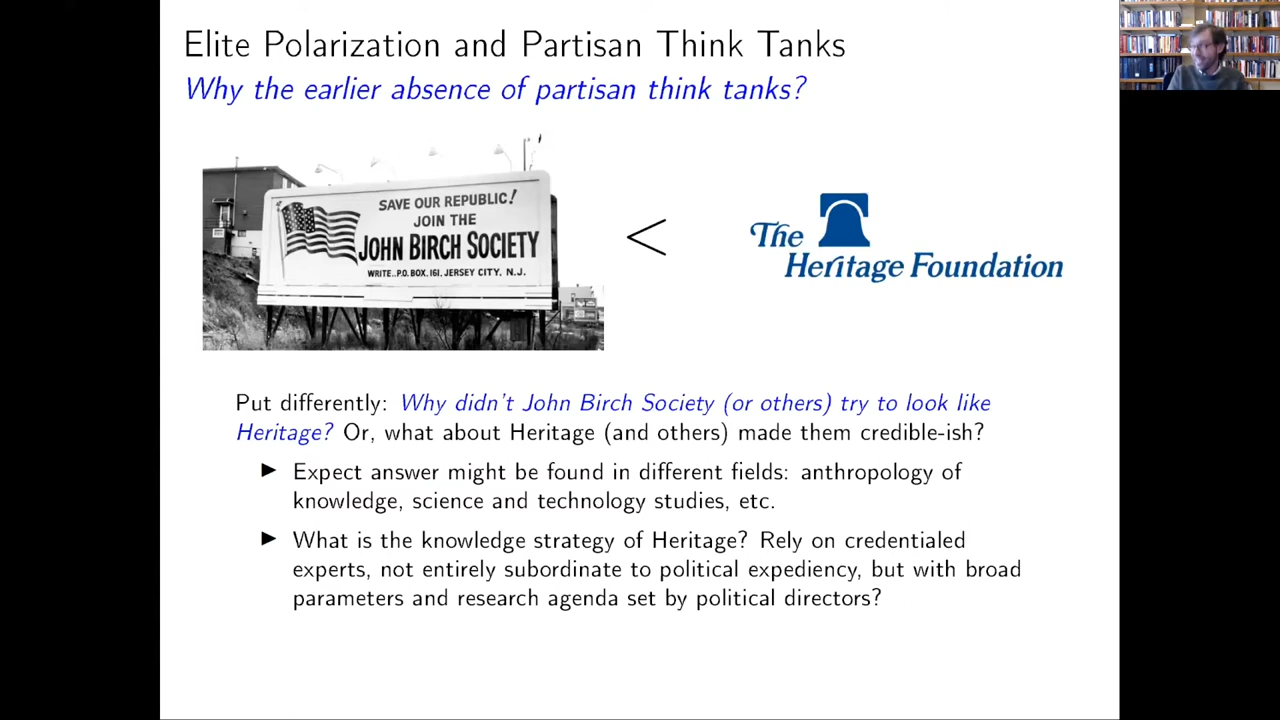 Elite Polarization and Partisan Think Tanks
Why the earlier absence of partisan think tanks?
SAVE OUR REPUBLIC!
JOIN THE
JOHN BIRCH SOCIETY
WRITE..P.O. BOX, 161, JERSEY CITY, N.J.
<
The
Heritage Foundation
Put differently: Why didn't John Birch Society (or others) try to look like
Heritage? Or, what about Heritage (and others) made them credible-ish?
▶ Expect answer might be found in different fields: anthropology of
knowledge, science and technology studies, etc.
▶ What is the knowledge strategy of Heritage? Rely on credentialed
experts, not entirely subordinate to political expediency, but with broad
parameters and research agenda set by political directors?